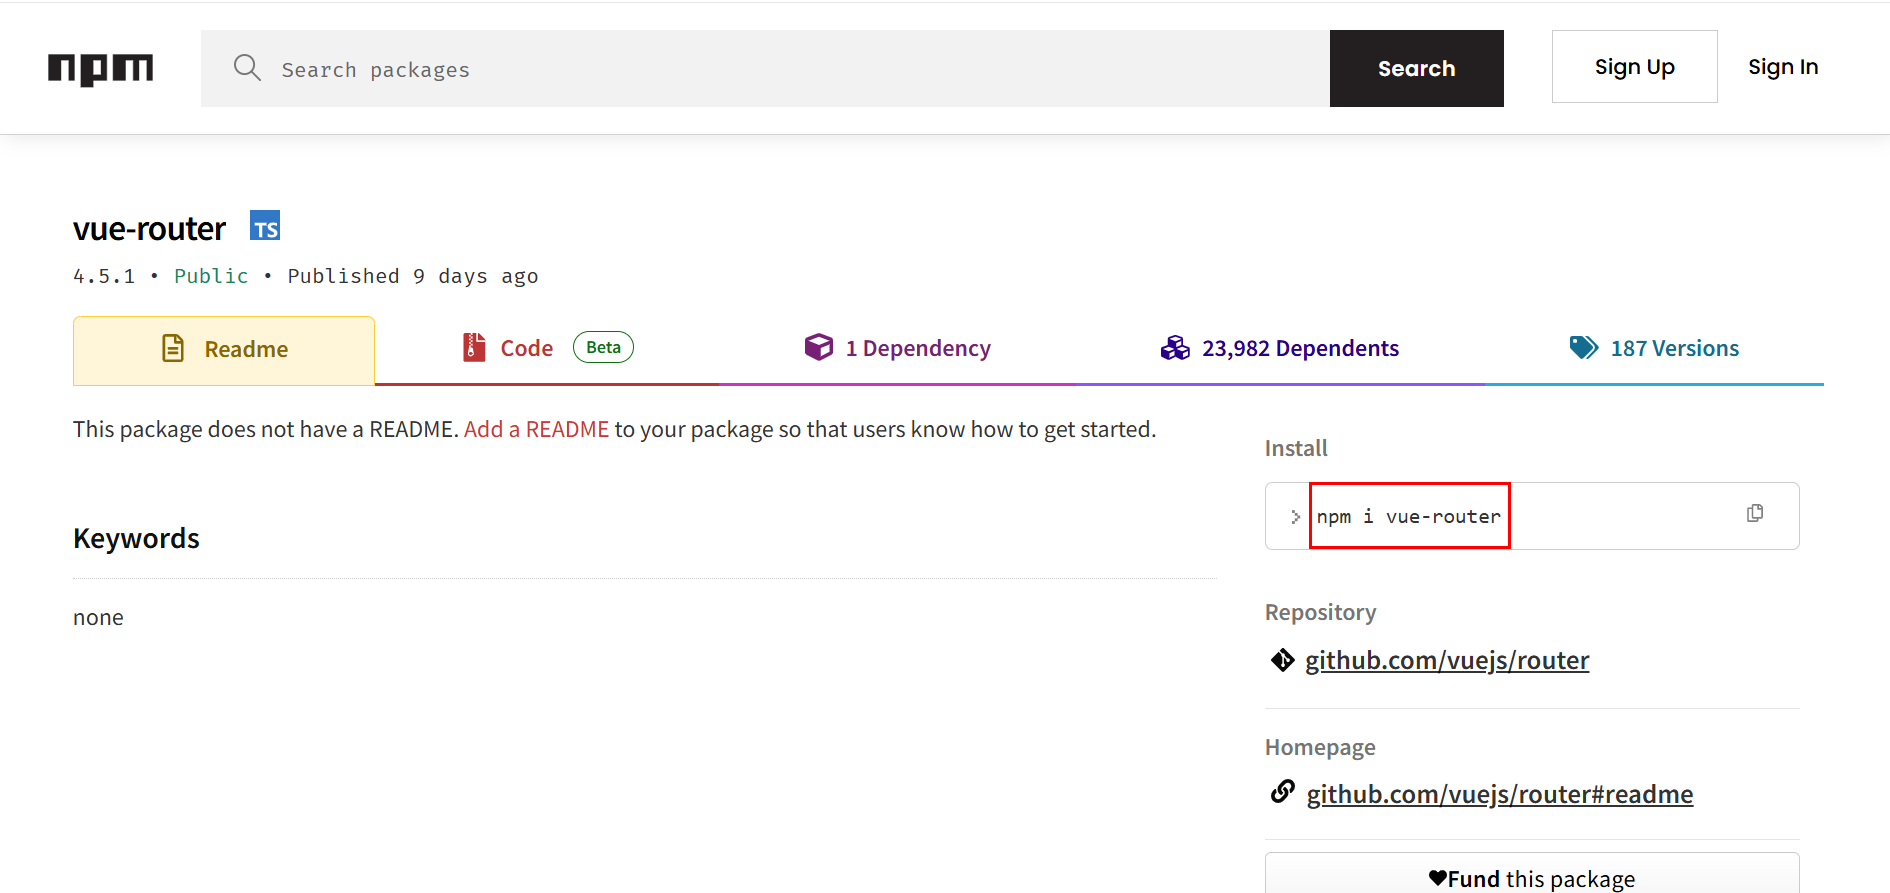 npm
Search packages
Search
Sign Up
Sign In
vue-router TS
4.5.1 • Public • Published 9 days ago
Readme
Code Beta
1 Dependency
23,982 Dependents
187 Versions
This package does not have a README. Add a README to your package so that users know how to get started.
Keywords
none
Install
> npm i vue-router
Repository
github.com/vuejs/router
Homepage
github.com/vuejs/router#readme
♥Fund this package